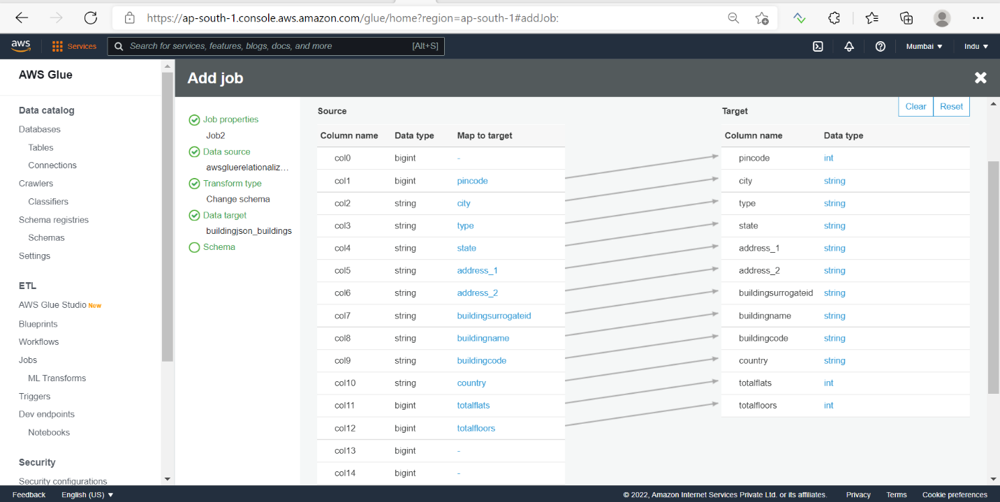 https://ap-south-1.console.aws.amazon.com/glue/home?region=ap-south-1#addJob:
aws Services Search for services, features, blogs, docs, and more [Alt+S] Mumbai ▼ Indu ▼
AWS Glue
Data catalog
Databases
Tables
Connections
Crawlers
Classifiers
Schema registries
Schemas
Settings
ETL
AWS Glue Studio New
Blueprints
Workflows
Jobs
ML Transforms
Triggers
Dev endpoints
Notebooks
Security
Security configurations
Add job
Job properties
Job2
Data source
awsgluerelationaliz...
Transform type
Change schema
Data target
buildingjson_buildings
Schema
Source
Column name Data type Map to target
col0 bigint -
col1 bigint pincode
col2 string city
col3 string type
col4 string state
col5 string address_1
col6 string address_2
col7 string buildingsurrogateid
col8 string buildingname
col9 string buildingcode
col10 string country
col11 bigint totalflats
col12 bigint totalfloors
col13 bigint -
col14 bigint -
Target
Clear Reset
Column name Data type
pincode int
city string
type string
state string
address_1 string
address_2 string
buildingsurrogateid string
buildingname string
buildingcode string
country string
totalflats int
totalfloors int
Feedback English (US) ▼ © 2022, Amazon Internet Services Private Ltd. or its affiliates. Privacy Terms Cookie preferences